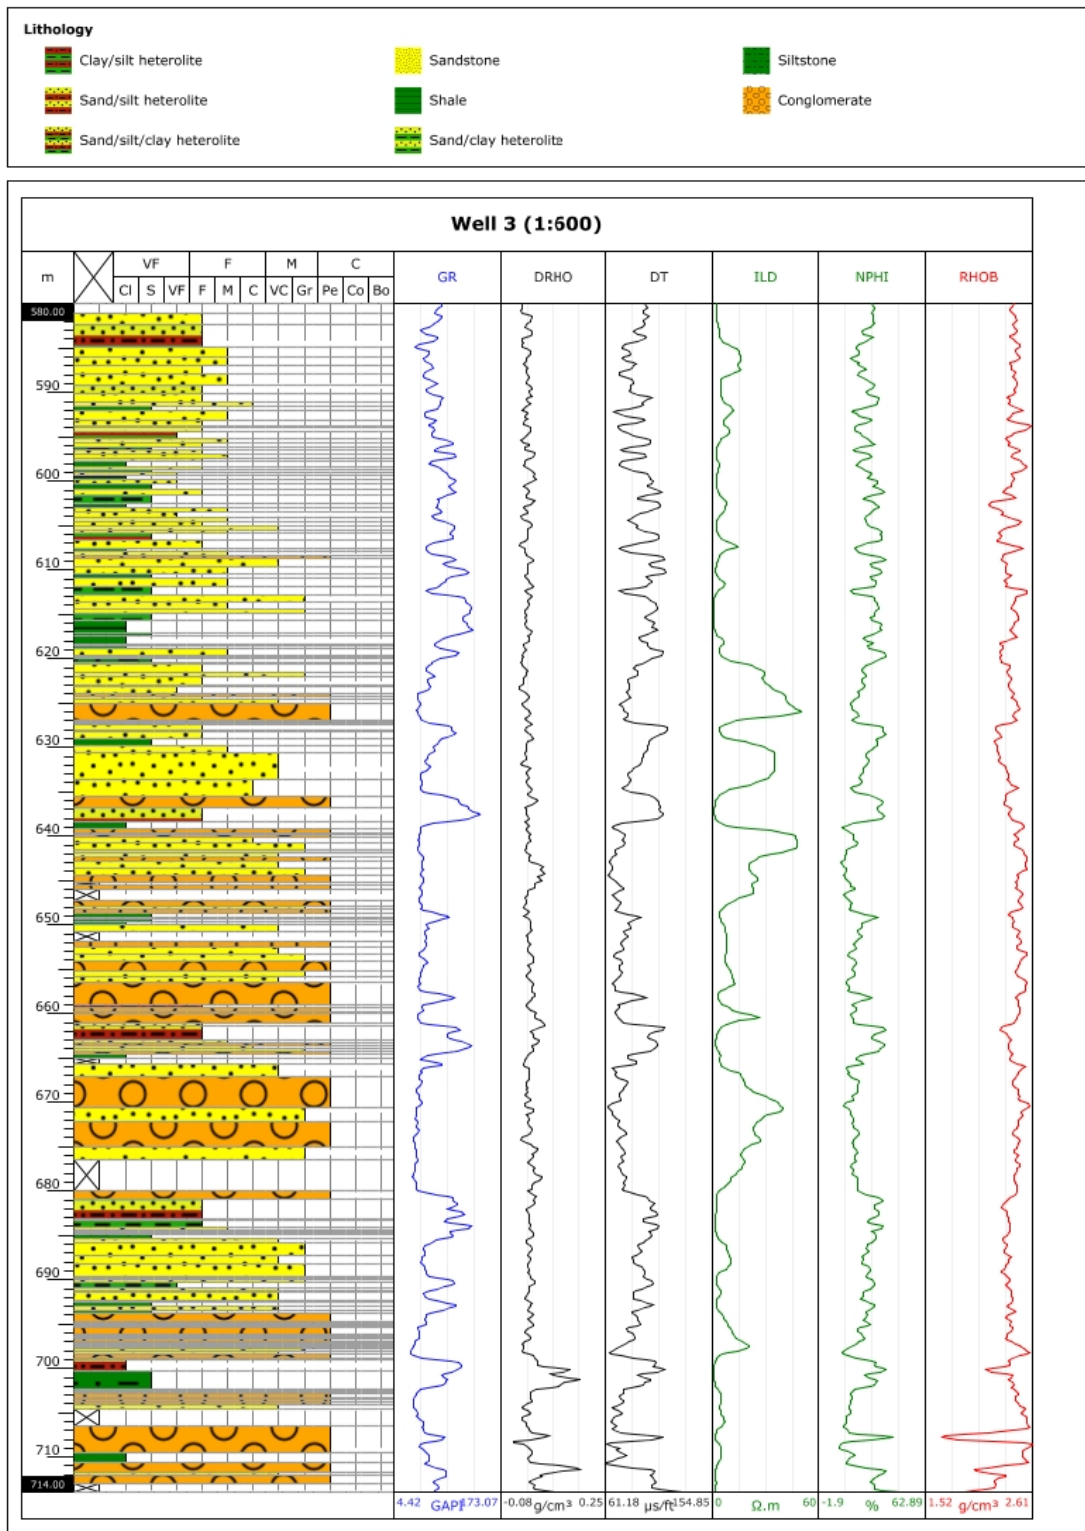 Lithology
Clay/silt heterolite Sandstone Siltstone
Sand/silt heterolite Shale Conglomerate
Sand/silt/clay heterolite Sand/clay heterolite
Well 3 (1:600)
m VF F M C GR DRHO DT ILD NPHI RHOB
Cl S VF F M C VC Gr Pe Co Bo
580.00
590
600
610
620
630
640
650
660
670
680
690
700
710
714.00
4.42 GAPI 173.07 -0.08 g/cm³ 0.25 61.18 µs/ft 154.85 0 Ω.m 60 -1.9 % 62.89 1.52 g/cm³ 2.61